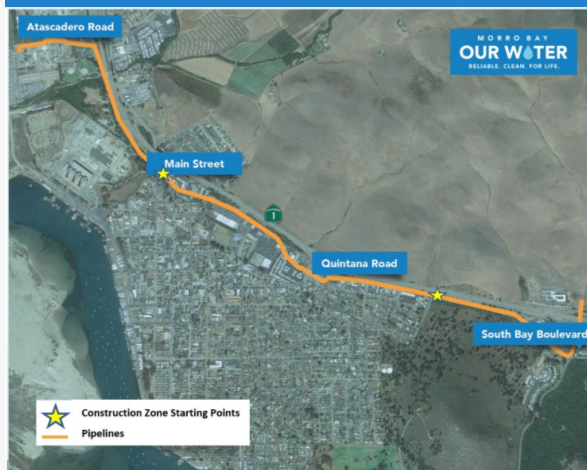 Atascadero Road
MORRO BAY
OUR WATER
RELIABLE. CLEAN. FOR LIFE.
Main Street
1
Quintana Road
South Bay Boulevard
Construction Zone Starting Points
Pipelines